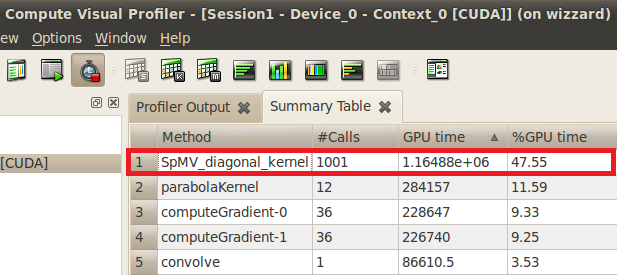 Compute Visual Profiler - [Session1 - Device_0 - Context_0 [CUDA]] (on wizzard)
ew Options Window Help
Profiler Output Summary Table
Method #Calls GPU time %GPU time
[CUDA] 1 SpMV_diagonal_kernel 1001 1.16488e+06 47.55
2 parabolaKernel 12 284157 11.59
3 computeGradient-0 36 228647 9.33
4 computeGradient-1 36 226740 9.25
5 convolve 1 86610.5 3.53